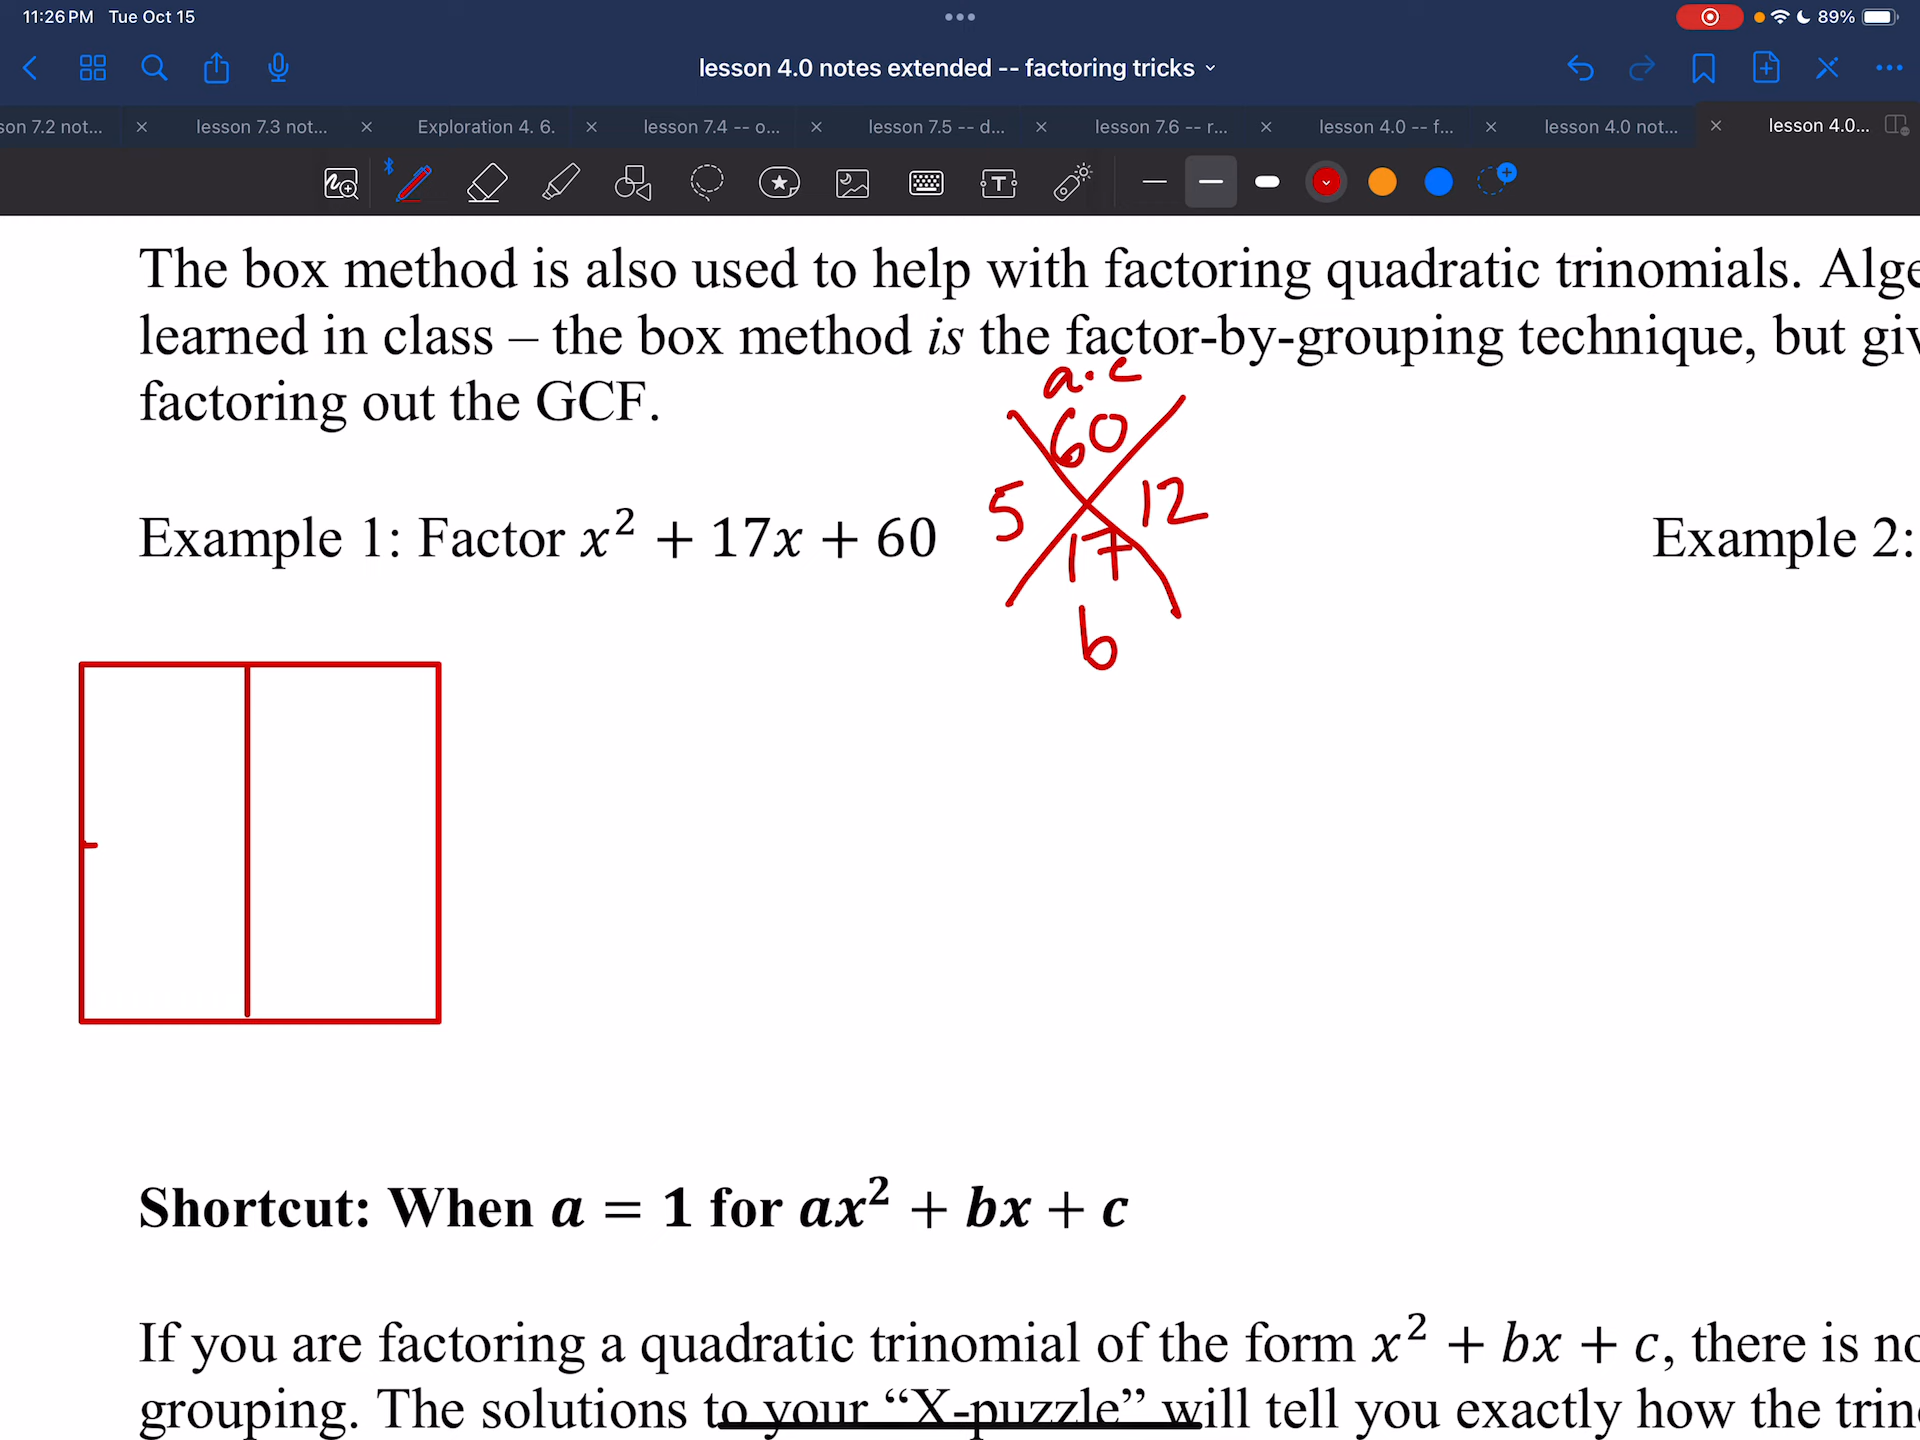 11:26 PM Tue Oct 15
89%
lesson 4.0 notes extended -- factoring tricks
son 7.2 not...
lesson 7.3 not...
Exploration 4. 6.
lesson 7.4 -- o...
lesson 7.5 -- d...
lesson 7.6 -- r...
lesson 4.0 -- f...
lesson 4.0 not...
lesson 4.0...
The box method is also used to help with factoring quadratic trinomials. Alge
learned in class – the box method is the factor-by-grouping technique, but giv
factoring out the GCF.
a·c
60
5 12
17
b
Example 1: Factor x² + 17x + 60
Example 2:
Shortcut: When a = 1 for ax² + bx + c
If you are factoring a quadratic trinomial of the form x² + bx + c, there is no
grouping. The solutions to your “X-puzzle” will tell you exactly how the trin